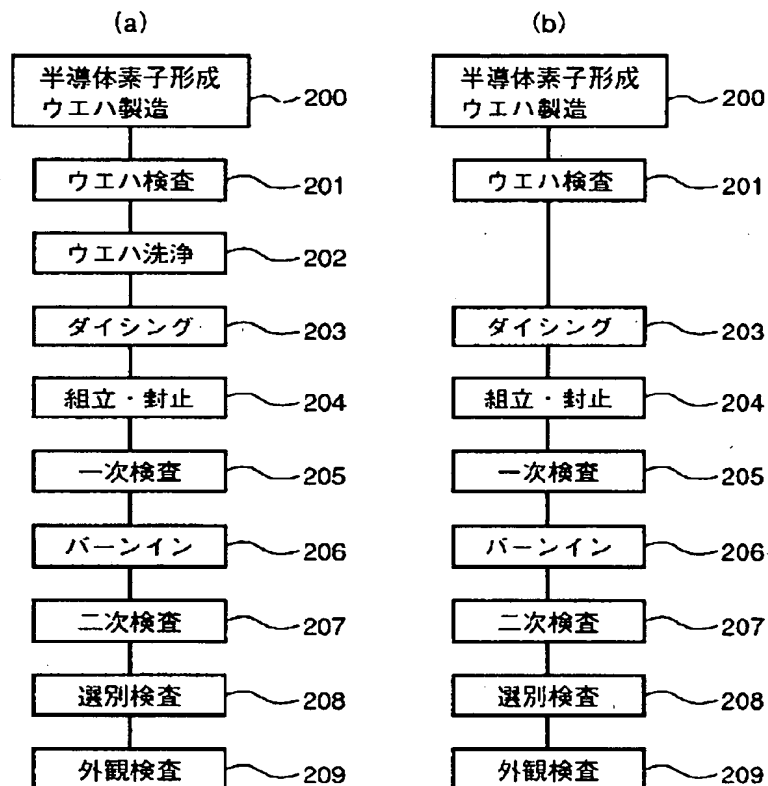 (a)
半導体素子形成
ウエハ製造
200
ウエハ検査
201
ウエハ洗浄
202
ダイシング
203
組立・封止
204
一次検査
205
バーンイン
206
二次検査
207
選別検査
208
外観検査
209
(b)
半導体素子形成
ウエハ製造
200
ウエハ検査
201
ダイシング
203
組立・封止
204
一次検査
205
バーンイン
206
二次検査
207
選別検査
208
外観検査
209